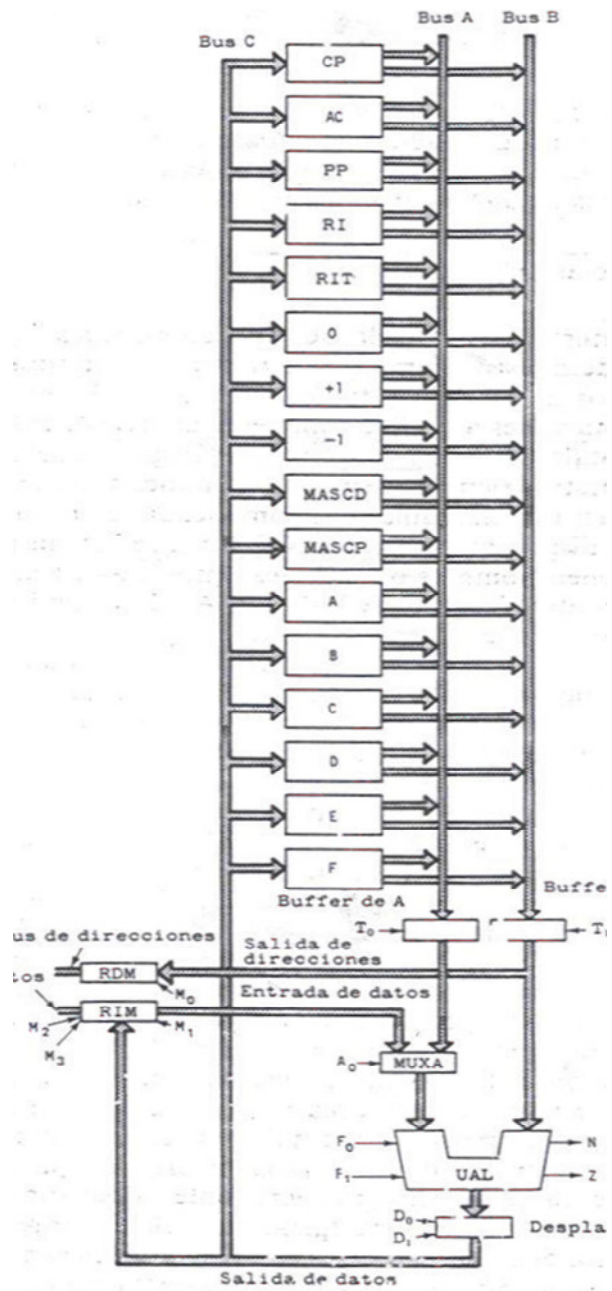 Bus A Bus B
Bus C
CP
AC
PP
RI
RIT
0
+1
−1
MASCD
MASCP
A
B
C
D
E
F
Buffer de A
Buffe
T₀
T
us de direcciones
Salida de
direcciones
RDM
M₀
Entrada de datos
tos
RIM
M₁
M₂
M₃
A₀
MUXA
F₀
N
F₁
UAL
Z
D₀
Despla
D₁
Salida de datos